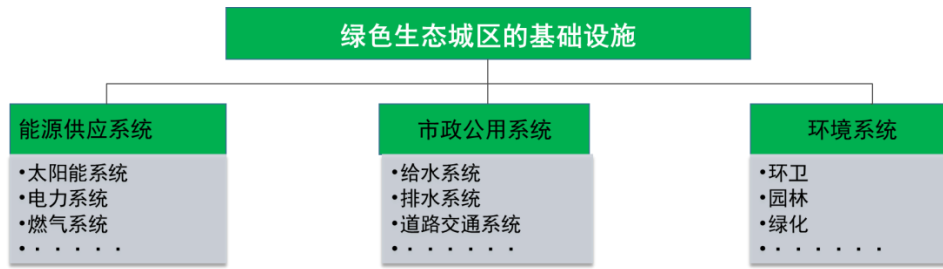 绿色生态城区的基础设施
能源供应系统
•太阳能系统
•电力系统
•燃气系统
•······
市政公用系统
•给水系统
•排水系统
•道路交通系统
•·······
环境系统
•环卫
•园林
•绿化
•·······